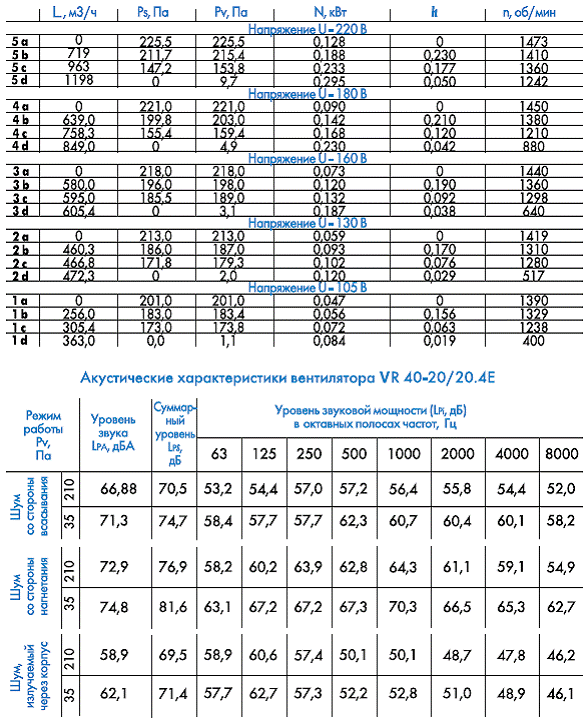 L, м3/ч Ps, Па Pv, Па N, кВт h n, об/мин
Напряжение U=220 В
5 a 0 225,5 225,5 0,128 0 1473
5 b 719 211,7 215,4 0,188 0,230 1410
5 c 963 147,2 153,8 0,233 0,177 1360
5 d 1198 0 9,7 0,295 0,050 1242
Напряжение U=180 В
4 a 0 221,0 221,0 0,090 0 1450
4 b 639,0 199,8 203,0 0,142 0,210 1380
4 c 758,3 155,4 159,4 0,168 0,120 1210
4 d 849,0 0 4,9 0,230 0,042 880
Напряжение U=160 В
3 a 0 218,0 218,0 0,073 0 1440
3 b 580,0 196,0 198,0 0,120 0,190 1360
3 c 595,0 185,5 189,0 0,132 0,092 1298
3 d 605,4 0 3,1 0,187 0,038 640
Напряжение U=130 В
2 a 0 213,0 213,0 0,059 0 1419
2 b 460,3 186,0 187,0 0,093 0,170 1310
2 c 466,8 171,8 179,3 0,102 0,076 1280
2 d 472,3 0 2,0 0,120 0,029 517
Напряжение U=105 В
1 a 0 201,0 201,0 0,047 0 1390
1 b 256,0 183,0 183,4 0,056 0,156 1329
1 c 305,4 173,0 173,8 0,072 0,063 1238
1 d 363,0 0,0 1,1 0,084 0,019 400
Акустические характеристики вентилятора VR 40-20/20.4E
Режим работы Pv, Па
Уровень звука LPA, дБА
Суммар-ный уровень LPΣ, дБ
Уровень звуковой мощности (LPi, дБ)
в октавных полосах частот, Гц
63 125 250 500 1000 2000 4000 8000
Шум со стороны всасывания
210 66,88 70,5 53,2 54,4 57,0 57,2 56,4 55,8 54,4 52,0
35 71,3 74,7 58,4 57,7 57,7 62,3 60,7 60,4 60,1 58,2
Шум со стороны нагнетания
210 72,9 76,9 58,2 60,2 63,9 62,8 64,3 61,1 59,1 54,9
35 74,8 81,6 63,1 67,2 67,2 67,3 70,3 66,5 65,3 62,7
Шум, излучаемый через корпус
210 58,9 69,5 58,9 60,6 57,4 50,1 50,1 48,7 47,8 46,2
35 62,1 71,4 57,7 62,7 57,3 52,2 52,8 51,0 48,9 46,1